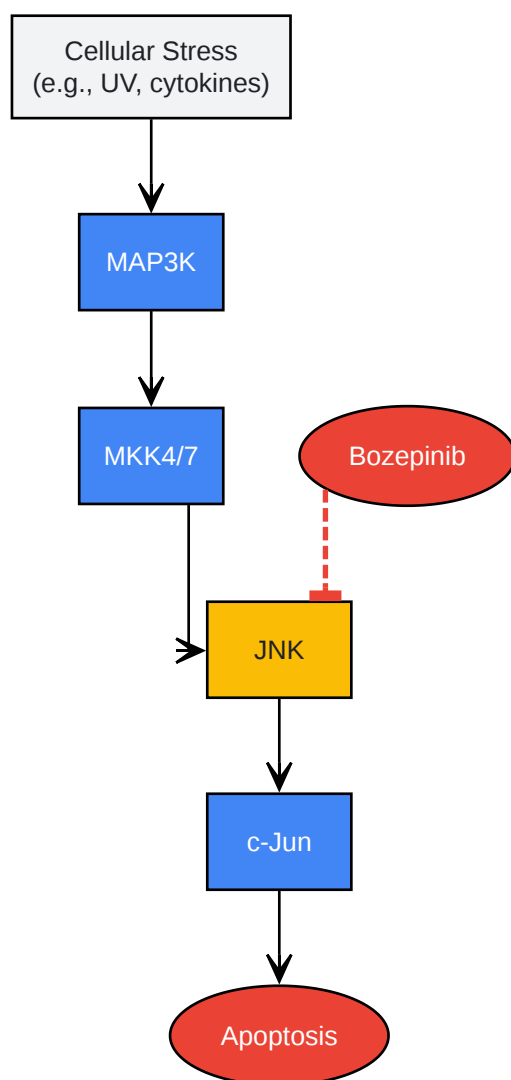 Cellular Stress
(e.g., UV, cytokines)
MAP3K
MKK4/7
Bozepinib
JNK
c-Jun
Apoptosis